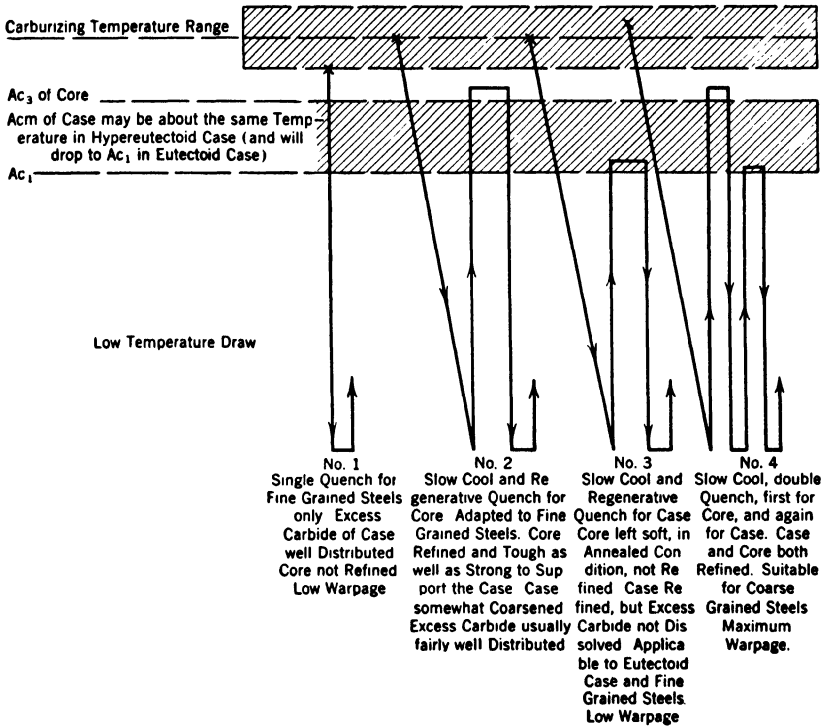 Carburizing Temperature Range
Ac3 of Core
Acm of Case may be about the same Temp-
erature in Hypereutectoid Case (and will
drop to Ac1 in Eutectoid Case)
Ac1
Low Temperature Draw
No. 1
Single Quench for
Fine Grained Steels
only Excess
Carbide of Case
well Distributed
Core not Refined
Low Warpage
No. 2
Slow Cool and Re
generative Quench for
Core Adapted to Fine
Grained Steels. Core
Refined and Tough as
well as Strong to Sup
port the Case Case
somewhat Coarsened
Excess Carbide usually
fairly well Distributed
No. 3
Slow Cool and
Regenerative
Quench for Case
Core left soft, in
Annealed Con
dition, not Re
fined Case Re
fined, but Excess
Carbide not Dis
solved Applica
ble to Eutectoid
Case and Fine
Grained Steels.
Low Warpage
No. 4
Slow Cool, double
Quench, first for
Core, and again
for Case. Case
and Core both
Refined. Suitable
for Coarse
Grained Steels
Maximum
Warpage.